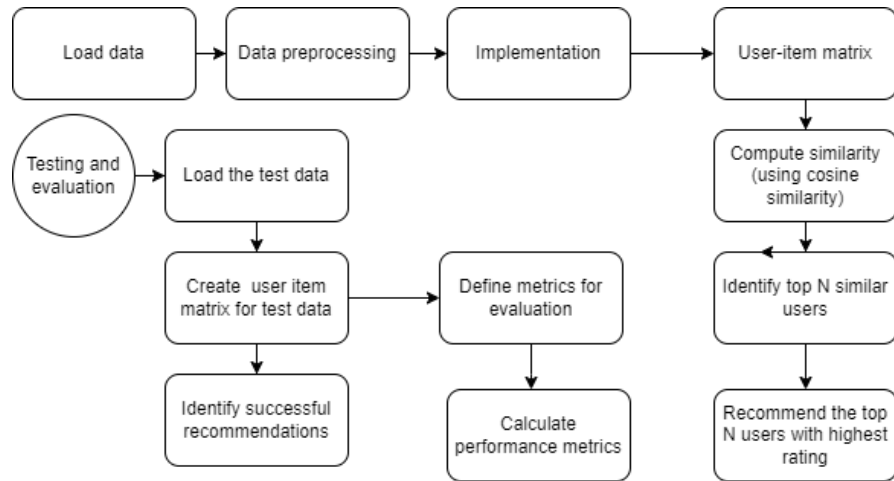 Load data
Data preprocessing
Implementation
User-item matrix
Testing and
evaluation
Load the test data
Compute similarity
(using cosine
similarity)
Create  user item
matrix for test data
Define metrics for
evaluation
Identify top N similar
users
Identify successful
recommendations
Calculate
performance metrics
Recommend the top
N users with highest
rating